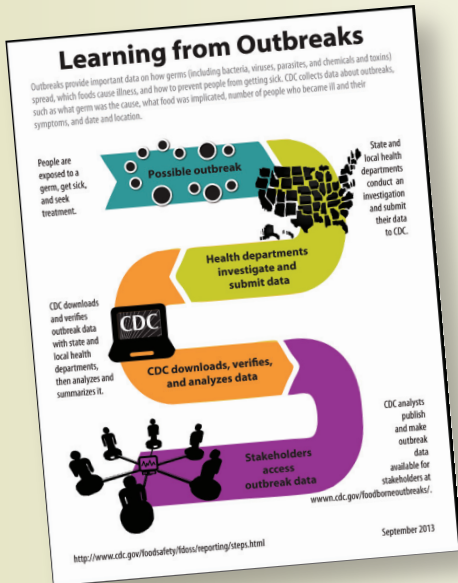 Learning from Outbreaks
Outbreaks provide important data on how germs (including bacteria, viruses, parasites, and chemicals and toxins)
spread, which foods cause illness, and how to prevent people from getting sick. CDC collects data about outbreaks,
such as what germ was the cause, what food was implicated, number of people who became ill and their
symptoms, and date and location.
People are
exposed to a
germ, get sick,
and seek
treatment.
Possible outbreak
State and
local health
departments
conduct an
investigation
and submit
their data
to CDC.
Health departments
investigate and
submit data
CDC downloads
and verifies
outbreak data
with state and
local health
departments,
then analyzes and
summarizes it.
CDC
CDC downloads, verifies,
and analyzes data
CDC analysts
publish
and make
outbreak
data
available for
stakeholders at
wwwn.cdc.gov/foodborneoutbreaks/.
Stakeholders
access
outbreak data
http://www.cdc.gov/foodsafety/fdoss/reporting/steps.html
September 2013